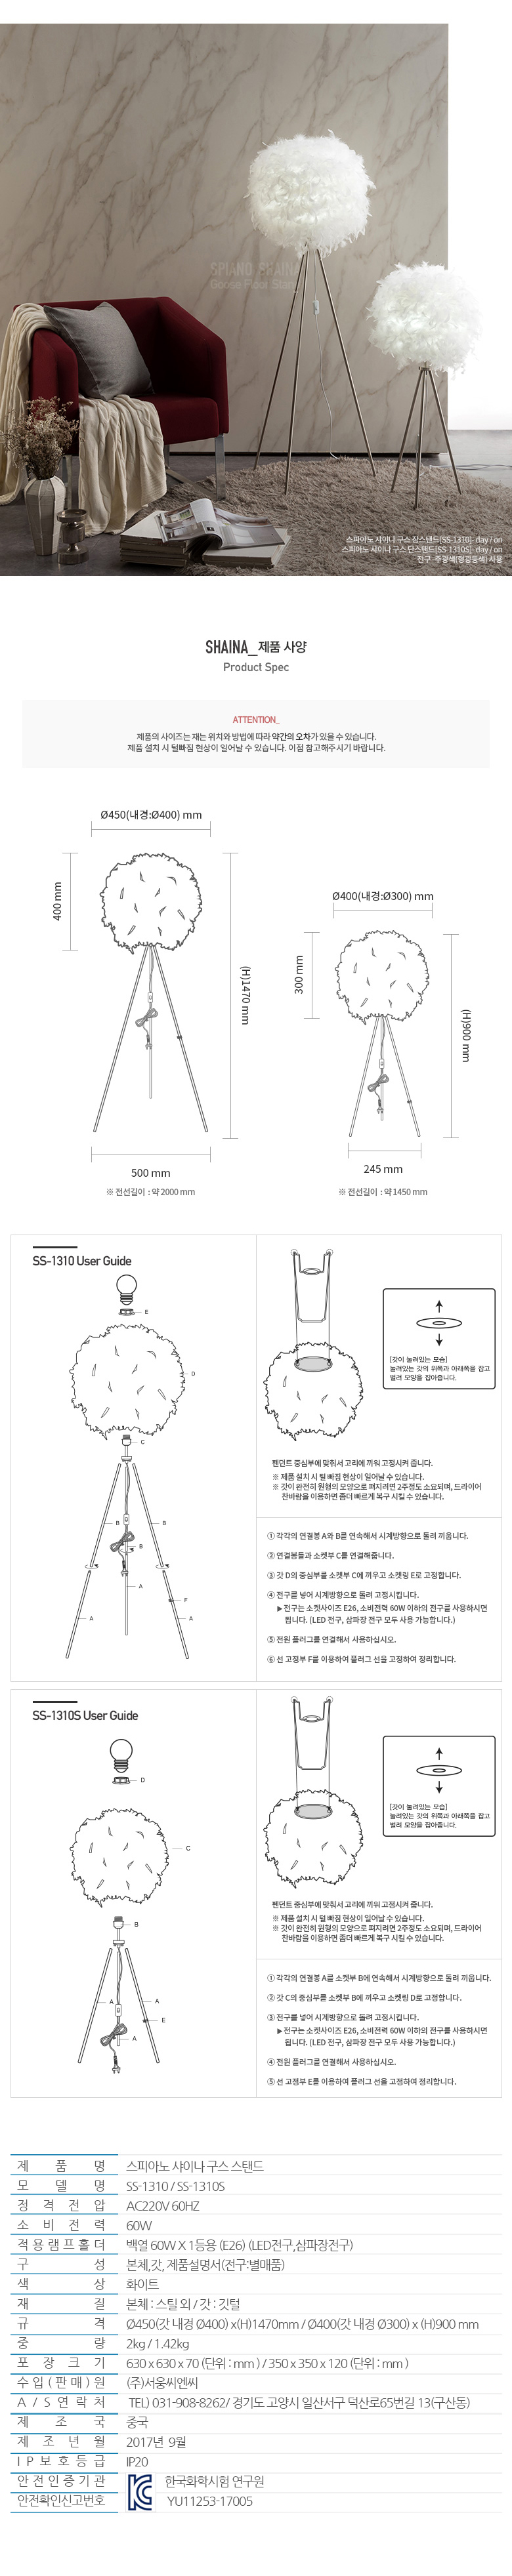 SPIANO SHAINA
Goose Floor Stand
스피아노 샤이나 구스 장스탠드[SS-1310]- day / on
스피아노 샤이나 구스 단스탠드[SS-1310S]- day / on
전구 : 주광색(형광등색) 사용
SHAINA_제품 사양
Product Spec
ATTENTION_
제품의 사이즈는 재는 위치와 방법에 따라 약간의 오차가 있을 수 있습니다.
제품 설치 시 털빠짐 현상이 일어날 수 있습니다. 이점 참고해주시기 바랍니다.
Ø450(내경:Ø400) mm
400 mm
(H)1470 mm
500 mm
※ 전선길이 : 약 2000 mm
Ø400(내경:Ø300) mm
300 mm
(H)900 mm
245 mm
※ 전선길이 : 약 1450 mm
SS-1310 User Guide
E
D
C
B
B
B
A
F
A
A
[갓이 눌려있는 모습]
눌려있는 갓의 위쪽과 아래쪽을 잡고
벌려 모양을 잡아줍니다.
펜던트 중심부에 맞춰서 고리에 끼워 고정시켜 줍니다.
※ 제품 설치 시 털 빠짐 현상이 일어날 수 있습니다.
※ 갓이 완전히 원형의 모양으로 펴지려면 2주정도 소요되며, 드라이어
찬바람을 이용하면 좀더 빠르게 복구 시킬 수 있습니다.
① 각각의 연결봉 A와 B를 연속해서 시계방향으로 돌려 끼웁니다.
② 연결봉들과 소켓부 C를 연결해줍니다.
③ 갓 D의 중심부를 소켓부 C에 끼우고 소켓링 E로 고정합니다.
④ 전구를 넣어 시계방향으로 돌려 고정시킵니다.
▶ 전구는 소켓사이즈 E26, 소비전력 60W 이하의 전구를 사용하시면
됩니다. (LED 전구, 삼파장 전구 모두 사용 가능합니다.)
⑤ 전원 플러그를 연결해서 사용하십시오.
⑥ 선 고정부 F를 이용하여 플러그 선을 고정하여 정리합니다.
SS-1310S User Guide
D
C
B
A
A
E
A
[갓이 눌려있는 모습]
눌려있는 갓의 위쪽과 아래쪽을 잡고
벌려 모양을 잡아줍니다.
펜던트 중심부에 맞춰서 고리에 끼워 고정시켜 줍니다.
※ 제품 설치 시 털 빠짐 현상이 일어날 수 있습니다.
※ 갓이 완전히 원형의 모양으로 펴지려면 2주정도 소요되며, 드라이어
찬바람을 이용하면 좀더 빠르게 복구 시킬 수 있습니다.
① 각각의 연결봉 A를 소켓부 B에 연속해서 시계방향으로 돌려 끼웁니다.
② 갓 C의 중심부를 소켓부 B에 끼우고 소켓링 D로 고정합니다.
③ 전구를 넣어 시계방향으로 돌려 고정시킵니다.
▶ 전구는 소켓사이즈 E26, 소비전력 60W 이하의 전구를 사용하시면
됩니다. (LED 전구, 삼파장 전구 모두 사용 가능합니다.)
④ 전원 플러그를 연결해서 사용하십시오.
⑤ 선 고정부 E를 이용하여 플러그 선을 고정하여 정리합니다.
제 품 명 스피아노 샤이나 구스 스탠드
모 델 명 SS-1310 / SS-1310S
정 격 전 압 AC220V 60HZ
소 비 전 력 60W
적용램프홀더 백열 60W X 1등용 (E26) (LED전구,삼파장전구)
구 성 본체,갓, 제품설명서(전구:별매품)
색 상 화이트
재 질 본체 : 스틸 외 / 갓 : 깃털
규 격 Ø450(갓 내경 Ø400) x(H)1470mm / Ø400(갓 내경 Ø300) x (H)900 mm
중 량 2kg / 1.42kg
포 장 크 기 630 x 630 x 70 (단위 : mm ) / 350 x 350 x 120 (단위 : mm )
수입(판매)원 (주)서웅씨엔씨
A/S연락처 TEL) 031-908-8262/ 경기도 고양시 일산서구 덕산로65번길 13(구산동)
제 조 국 중국
제 조 년 월 2017년 9월
IP보호등급 IP20
안전인증기관 한국화학시험 연구원
안전확인신고번호 YU11253-17005